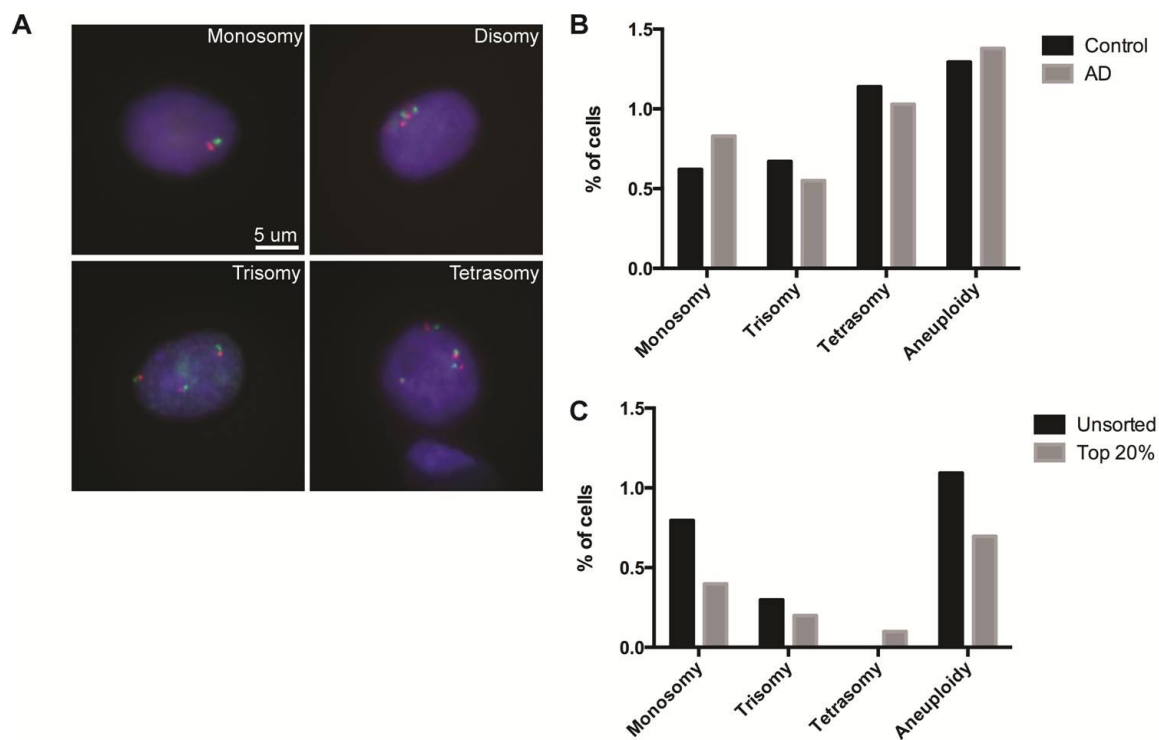 A
Monosomy
Disomy
5 um
Trisomy
Tetrasomy
B
1.5
1.0
0.5
0.0
% of cells
Control
AD
Monosomy
Trisomy
Tetrasomy
Aneuploidy
C
1.5
1.0
0.5
0.0
% of cells
Unsorted
Top 20%
Monosomy
Trisomy
Tetrasomy
Aneuploidy